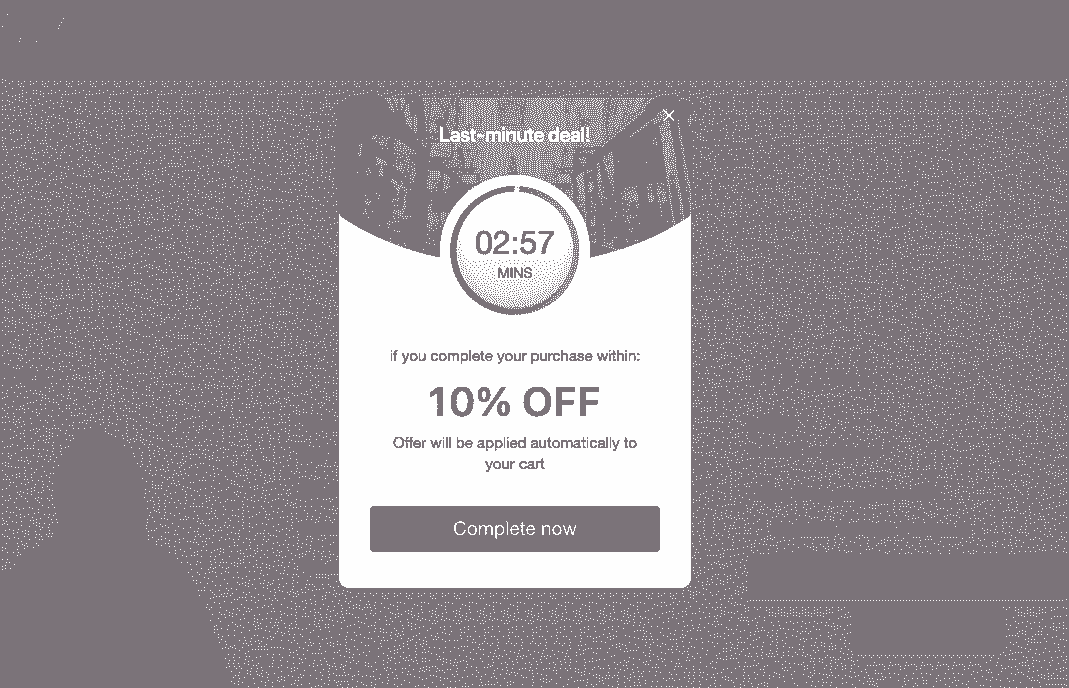 Last-minute deal!
02:57
MINS
if you complete your purchase within:
10% OFF
Offer will be applied automatically to
your cart
Complete now